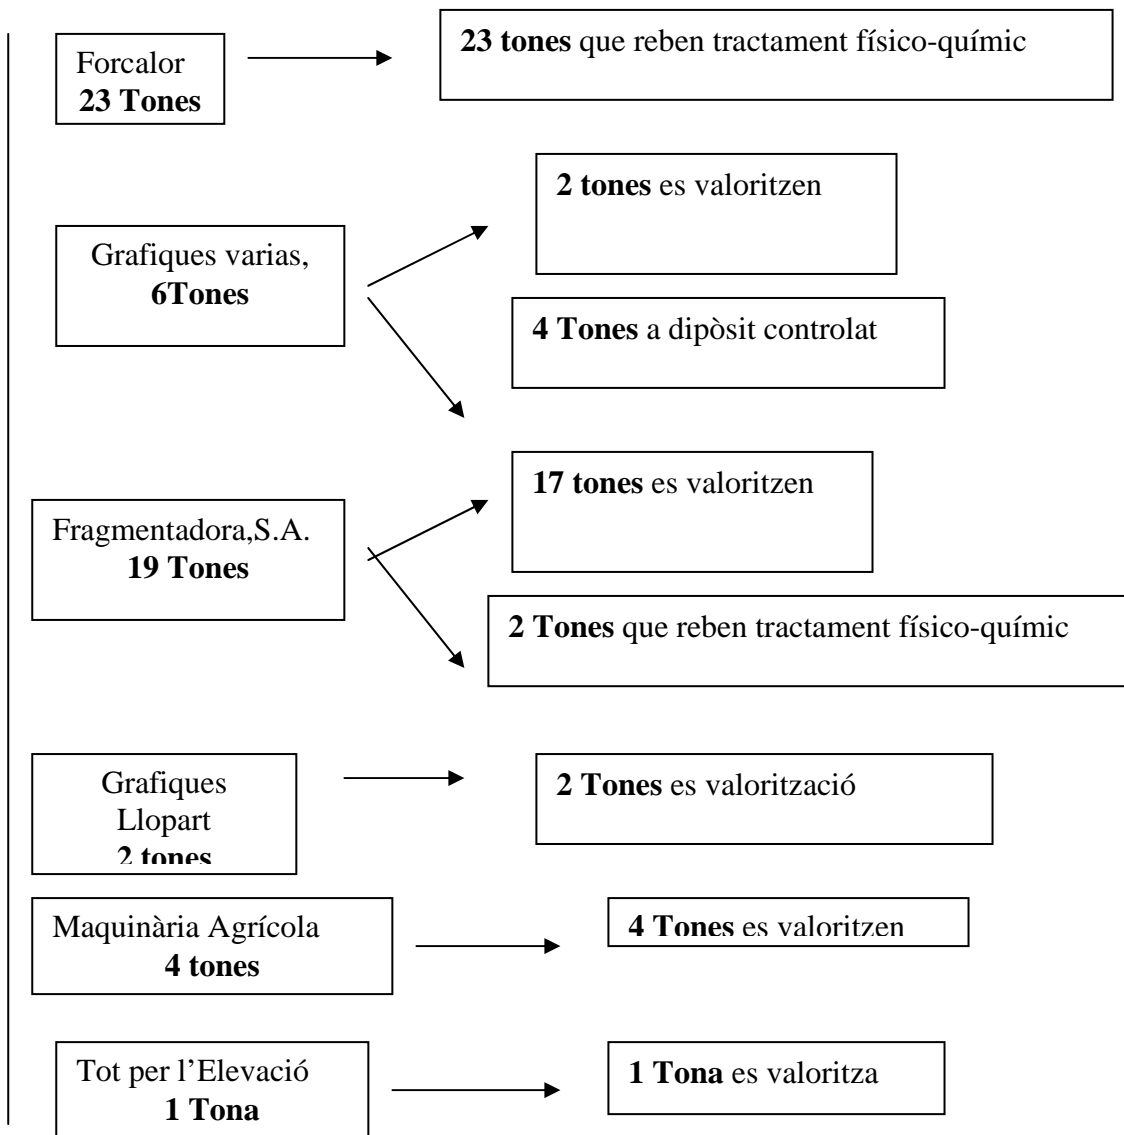 Forcalor
23 Tones
23 tones que reben tractament físico-químic
Grafiques varias,
6Tones
2 tones es valoritzen
4 Tones a dipòsit controlat
Fragmentadora,S.A.
19 Tones
17 tones es valoritzen
2 Tones que reben tractament físico-químic
Grafiques
Llopart
2 tones
2 Tones es valorització
Maquinària Agrícola
4 tones
4 Tones es valoritzen
Tot per l’Elevació
1 Tona
1 Tona es valoritza